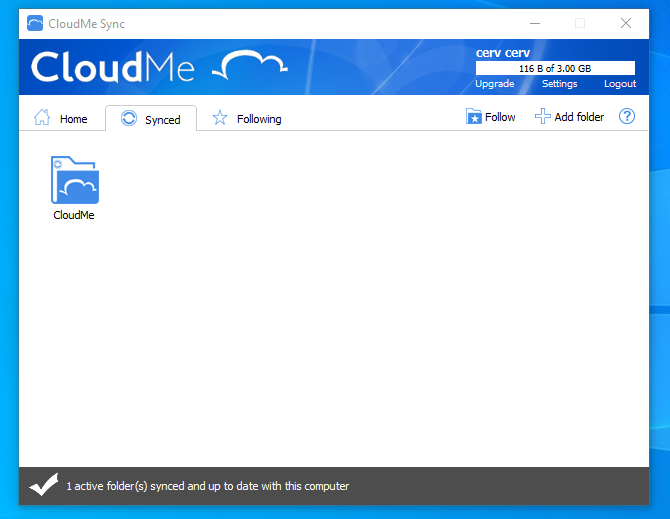 CloudMe Sync
CloudMe
cerv cerv
116 B of 3.00 GB
Upgrade Settings Logout
Home Synced Following Follow Add folder ?
CloudMe
1 active folder(s) synced and up to date with this computer